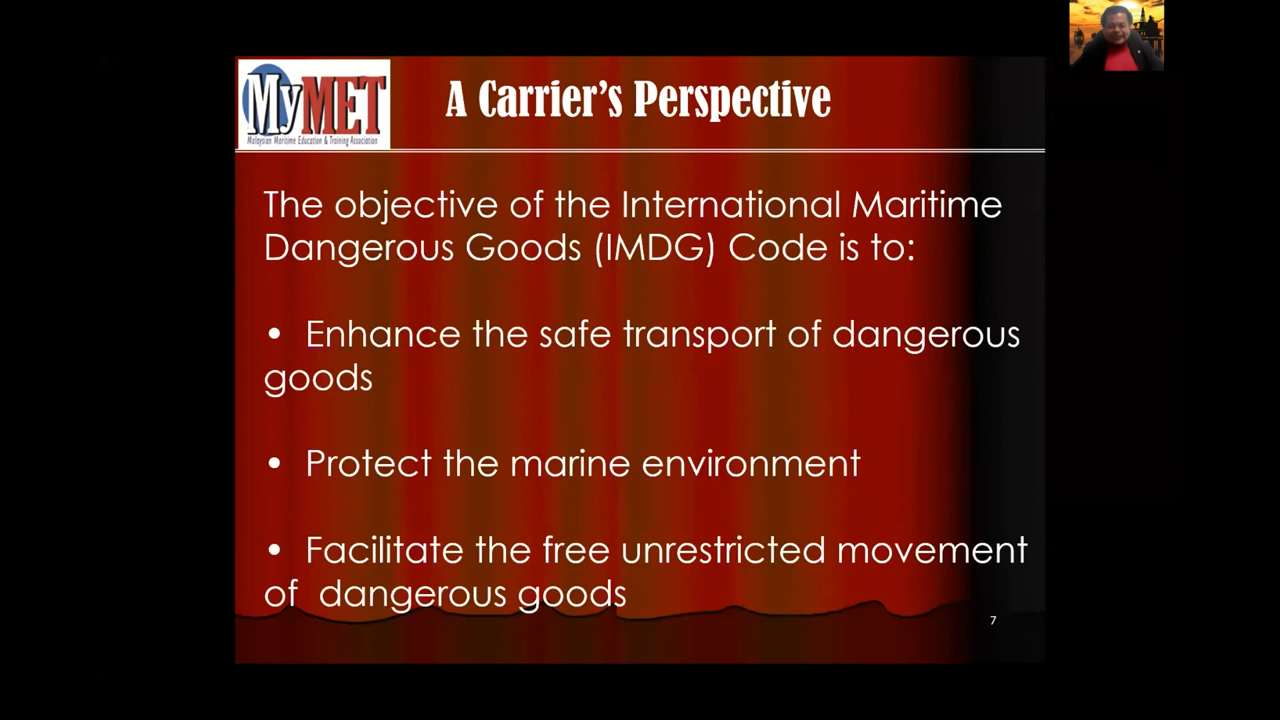 MyMET
Malaysian Maritime Education & Training Association
A Carrier's Perspective
The objective of the International Maritime
Dangerous Goods (IMDG) Code is to:
• Enhance the safe transport of dangerous
goods
• Protect the marine environment
• Facilitate the free unrestricted movement
of dangerous goods
7